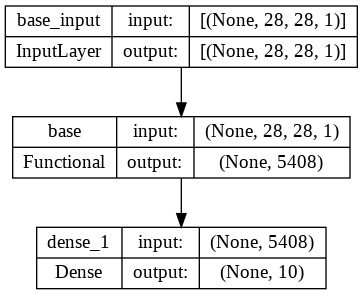 base_input input: [(None, 28, 28, 1)]
InputLayer output: [(None, 28, 28, 1)]
base input: (None, 28, 28, 1)
Functional output: (None, 5408)
dense_1 input: (None, 5408)
Dense output: (None, 10)